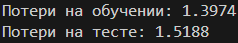 Потери на обучении: 1.3974
Потери на тесте: 1.5188